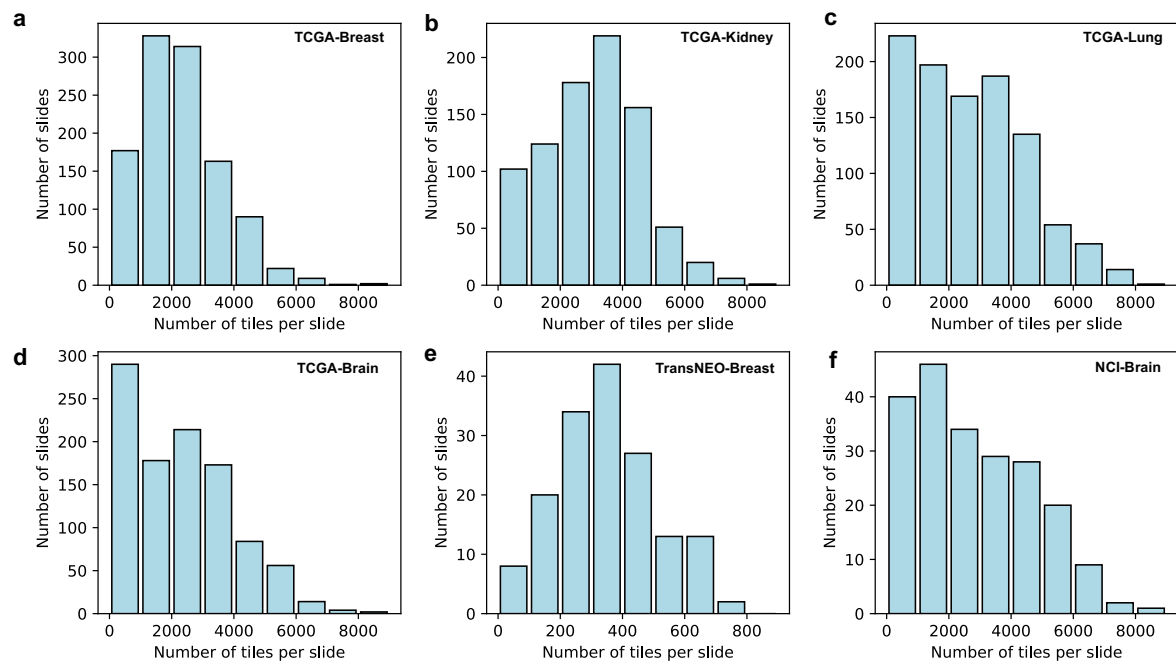 a
TCGA-Breast
300
250
200
150
100
50
0
Number of slides
0 2000 4000 6000 8000
Number of tiles per slide
b
TCGA-Kidney
200
150
100
50
0
Number of slides
0 2000 4000 6000 8000
Number of tiles per slide
c
TCGA-Lung
200
150
100
50
0
Number of slides
0 2000 4000 6000 8000
Number of tiles per slide
d
TCGA-Brain
300
250
200
150
100
50
0
Number of slides
0 2000 4000 6000 8000
Number of tiles per slide
e
TransNEO-Breast
40
30
20
10
0
Number of slides
0 200 400 600 800
Number of tiles per slide
f
NCI-Brain
40
30
20
10
0
Number of slides
0 2000 4000 6000 8000
Number of tiles per slide